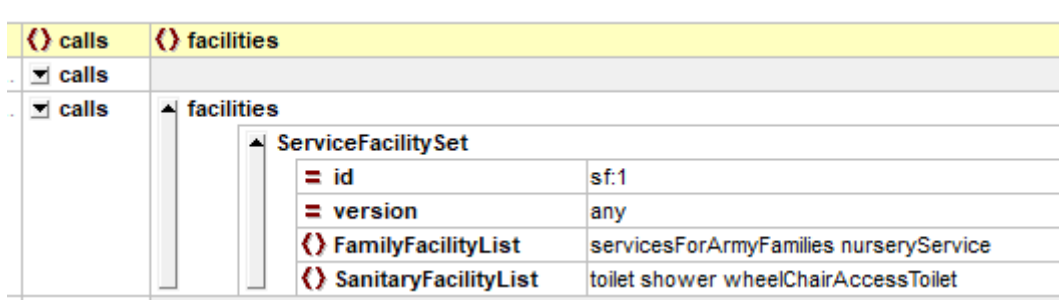 () calls () facilities
calls
calls facilities
ServiceFacilitySet
= id sf:1
= version any
() FamilyFacilityList servicesForArmyFamilies nurseryService
() SanitaryFacilityList toilet shower wheelChairAccessToilet